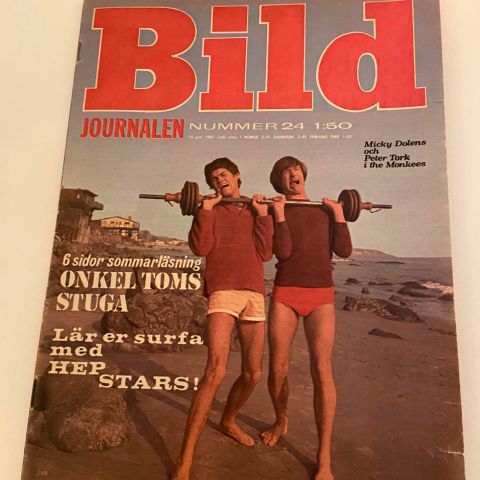 Bild
JOURNALEN NUMMER 24 1:50
Micky Dolens
och
Peter Tork
i the Monkees
6 sidor sommarläsning
ONKEL TOMS
STUGA
Lär er surfa
med
HEP
STARS!